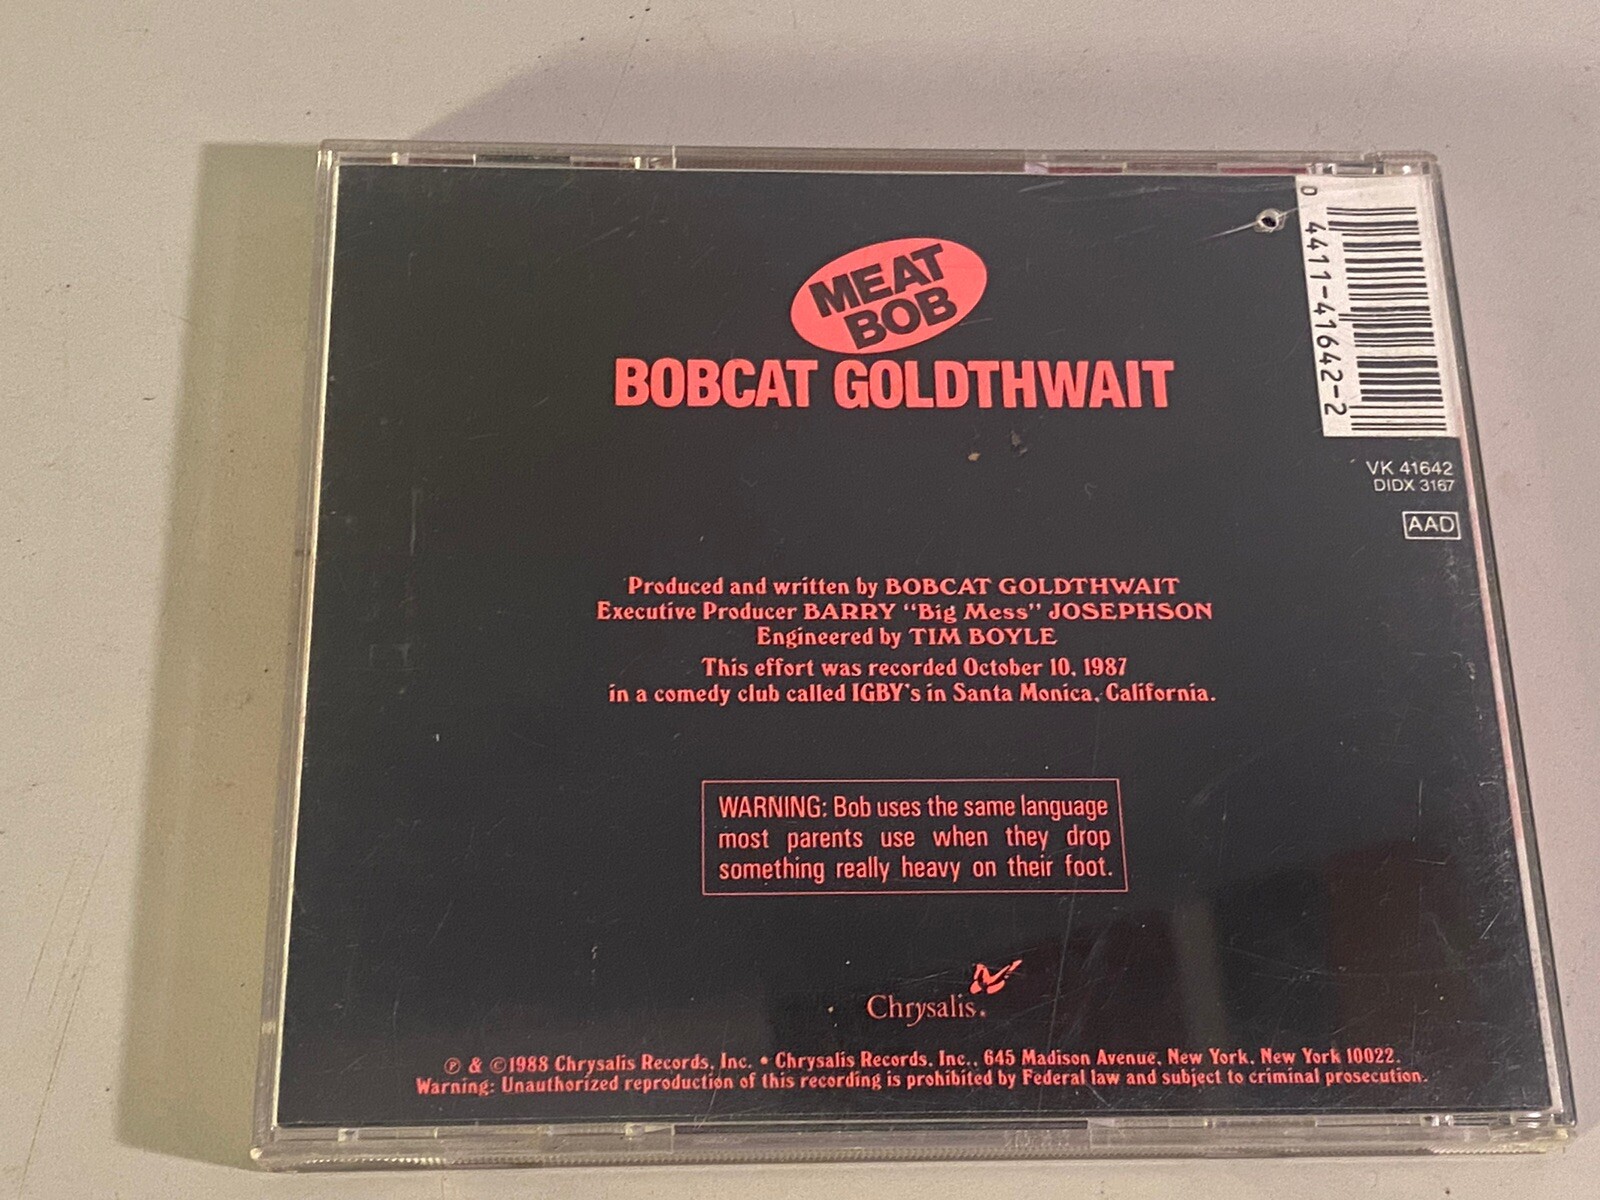 MEAT
BOB
BOBCAT GOLDTHWAIT
0 4411-41642-2
VK 41642
DIDX 3167
AAD
Produced and written by BOBCAT GOLDTHWAIT
Executive Producer BARRY "Big Mess" JOSEPHSON
Engineered by TIM BOYLE
This effort was recorded October 10, 1987
in a comedy club called IGBY's in Santa Monica, California.
WARNING: Bob uses the same language
most parents use when they drop
something really heavy on their foot.
Chrysalis.
℗ & ©1988 Chrysalis Records, Inc. • Chrysalis Records, Inc., 645 Madison Avenue, New York, New York 10022.
Warning: Unauthorized reproduction of this recording is prohibited by Federal law and subject to criminal prosecution.